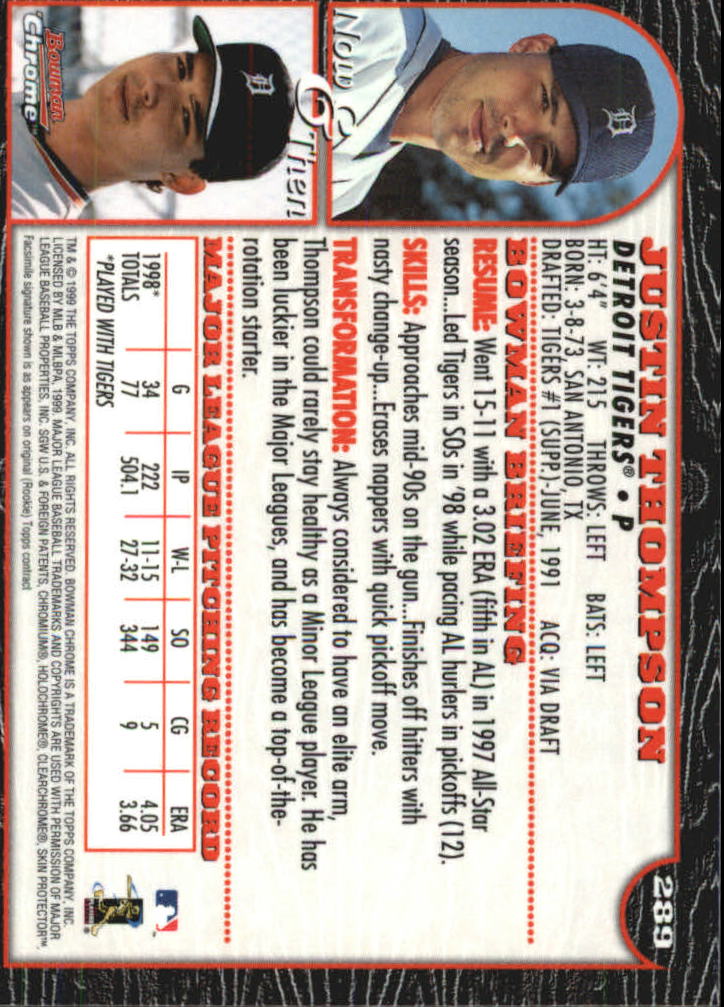 289
JUSTIN THOMPSON
DETROIT TIGERS® • P
HT: 6'4" WT: 215 THROWS: LEFT BATS: LEFT
BORN: 3-8-73, SAN ANTONIO, TX
DRAFTED: TIGERS #1 (SUPP.)-JUNE, 1991 ACQ: VIA DRAFT
BOWMAN BRIEFING
RESUME: Went 15-11 with a 3.02 ERA (fifth in AL) in 1997 All-Star
season...Led Tigers in SOs in '98 while pacing AL hurlers in pickoffs (12).
SKILLS: Approaches mid-90s on the gun...Finishes off hitters with
nasty change-up...Erases nappers with quick pickoff move.
TRANSFORMATION: Always considered to have an elite arm,
Thompson could rarely stay healthy as a Minor League player. He has
been luckier in the Major Leagues, and has become a top-of-the-
rotation starter.
MAJOR LEAGUE PITCHING RECORD
G IP W-L SO CG ERA
1998* 34 222 11-15 149 5 4.05
TOTALS 77 504.1 27-32 344 9 3.66
*PLAYED WITH TIGERS
TM & © 1999 THE TOPPS COMPANY, INC. ALL RIGHTS RESERVED. BOWMAN CHROME IS A TRADEMARK OF THE TOPPS COMPANY, INC.
LICENSED BY MLB & MLBPA, 1999. MAJOR LEAGUE BASEBALL TRADEMARKS AND COPYRIGHTS ARE USED WITH PERMISSION OF MAJOR
LEAGUE BASEBALL PROPERTIES, INC. SGW U.S. & FOREIGN PATENTS, CHROMIUM®, HOLOCHROME®, CLEARCHROME®, SKIN PROTECTOR™,
Facsimile signature shown is as appears on original (Rookie) Topps contract
Now &
Then
Bowman
Chrome™